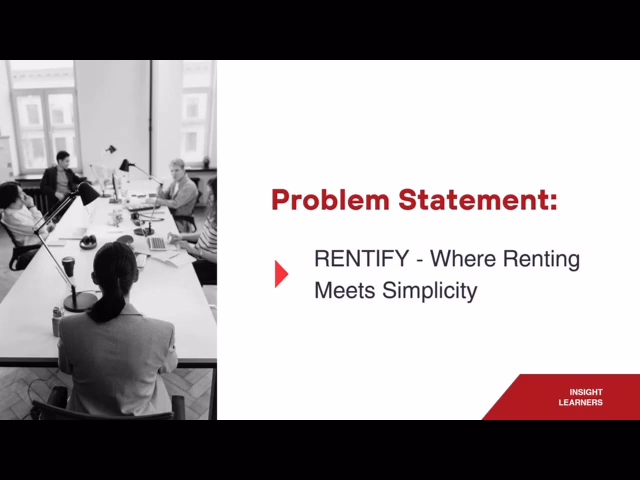 Problem Statement:
RENTIFY - Where Renting
Meets Simplicity
INSIGHT
LEARNERS